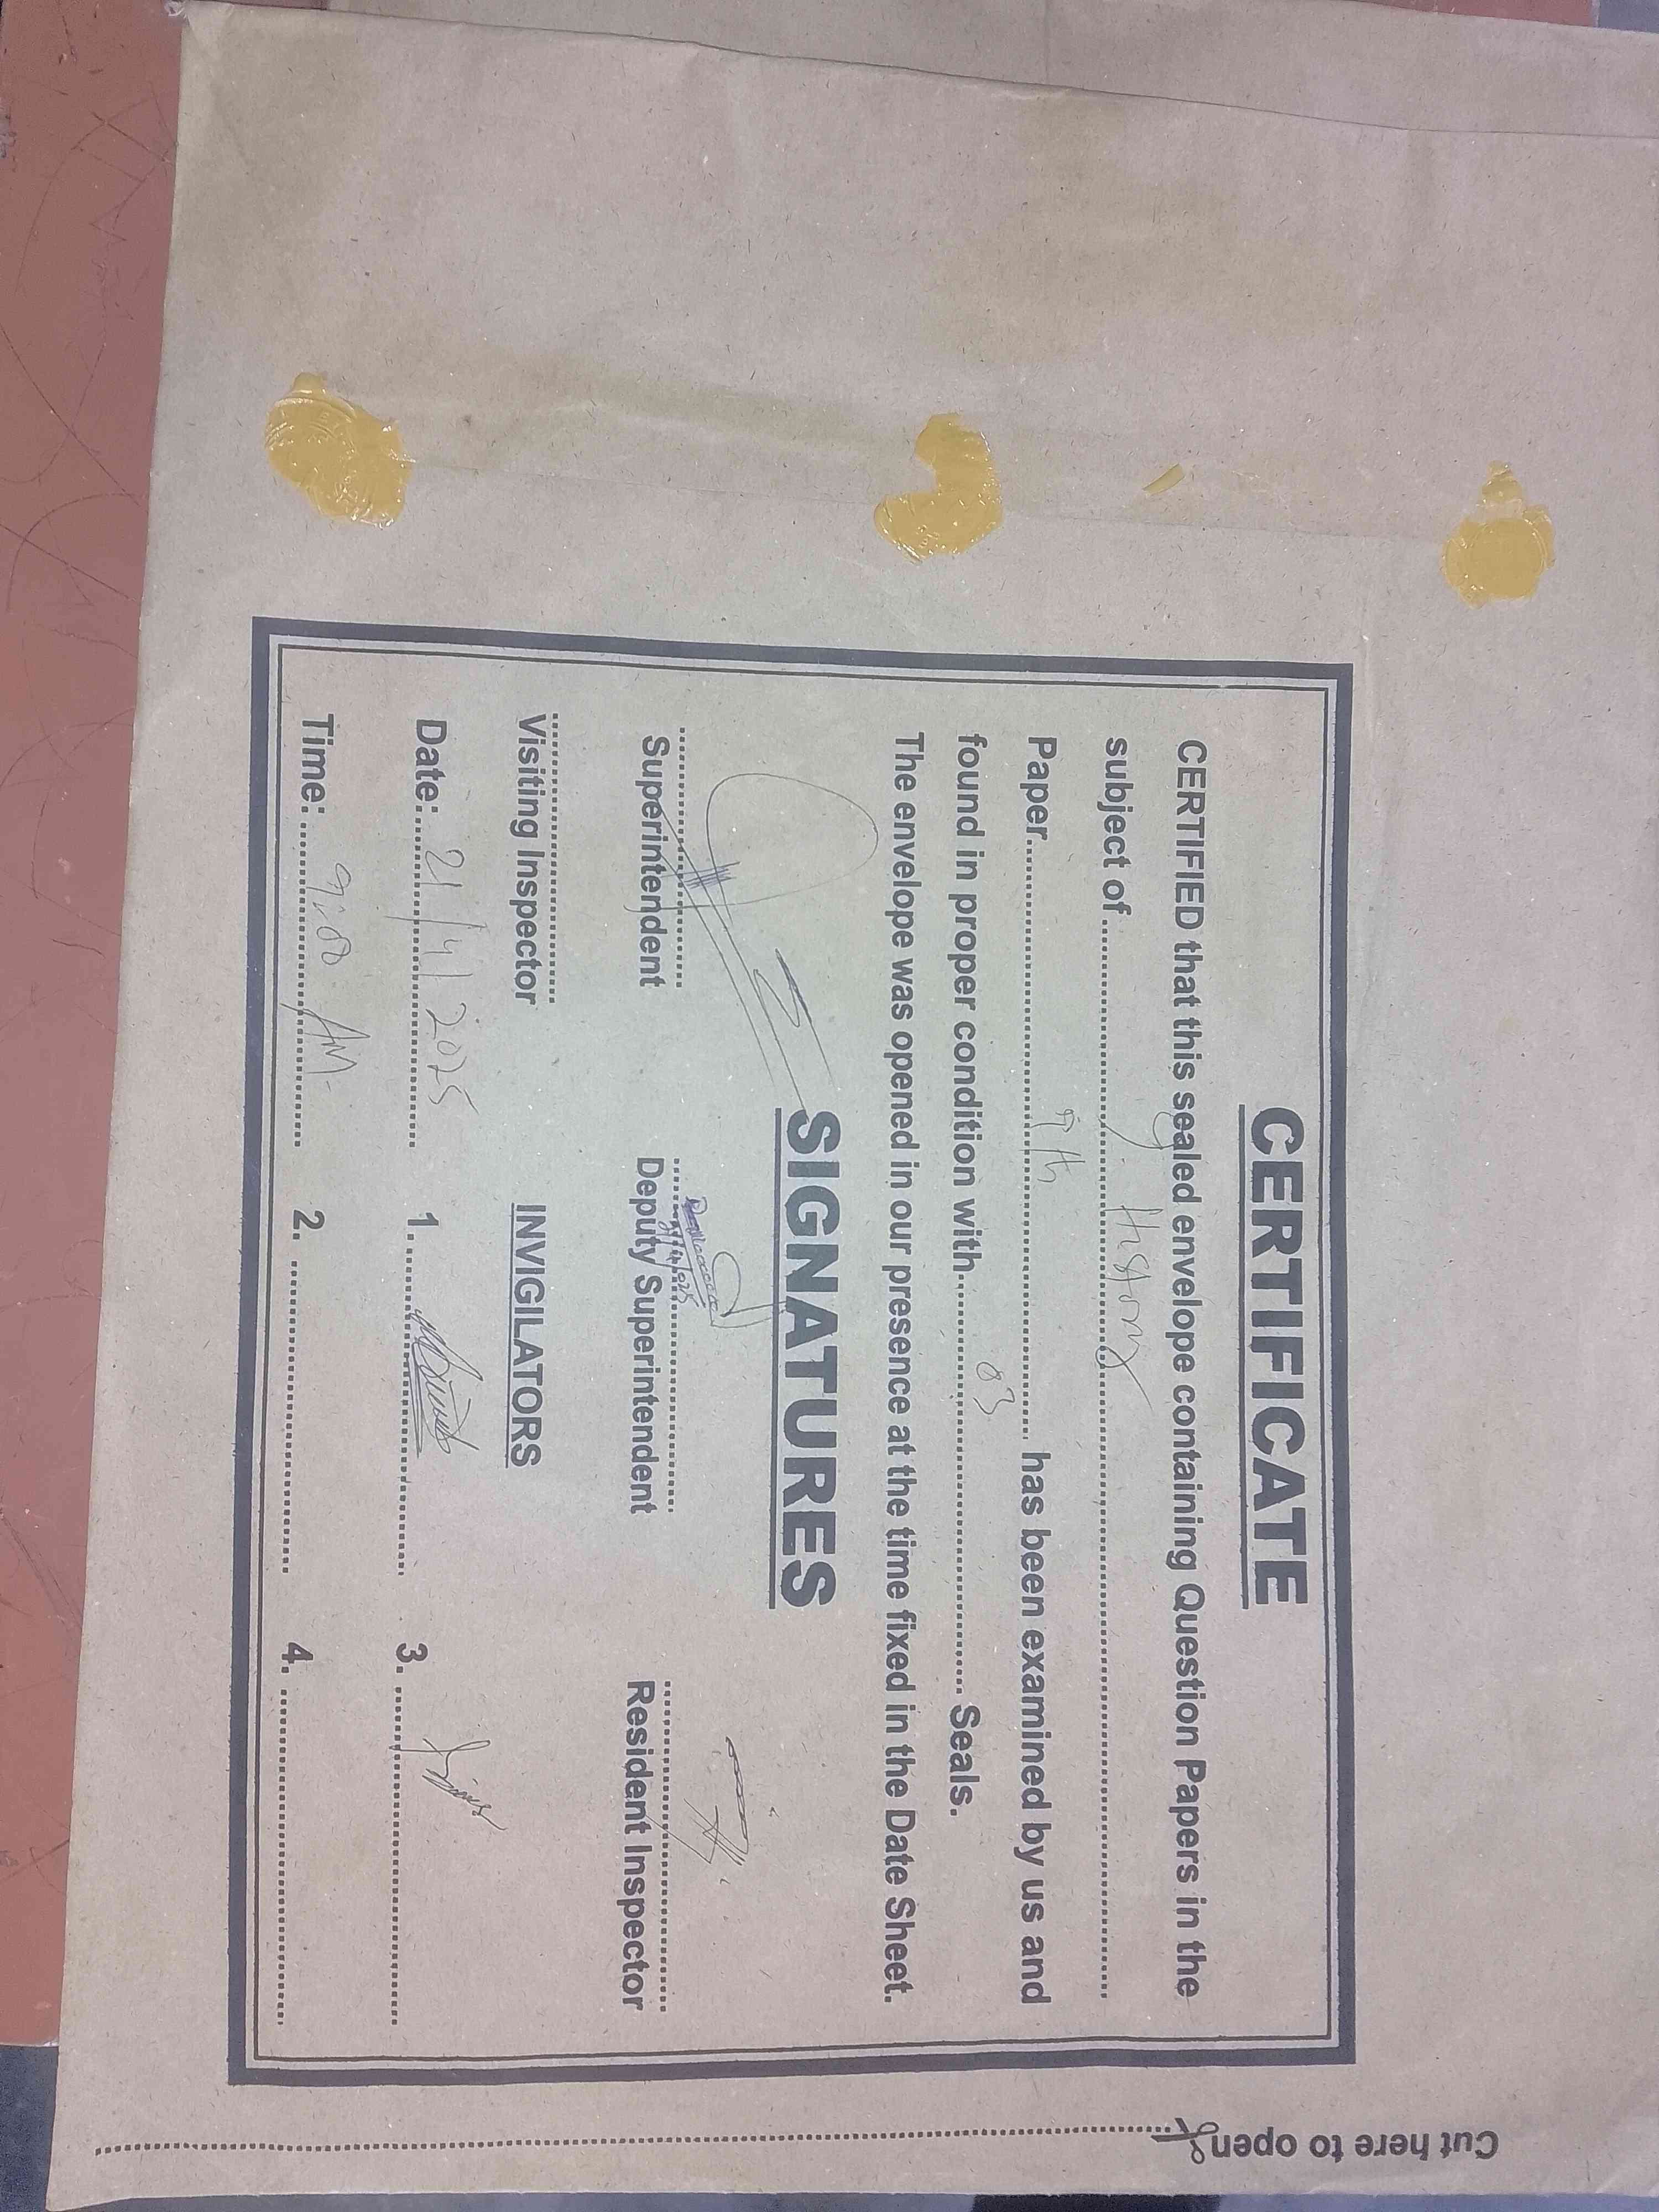 CERTIFICATE
CERTIFIED that this sealed envelope containing Question Papers in the
subject of .......... G. History ..........
Paper.......... 9th .......... has been examined by us and
found in proper condition with.......... 03 .......... Seals.
The envelope was opened in our presence at the time fixed in the Date Sheet.
SIGNATURES
Superintendent Deputy Superintendent Resident Inspector
Visiting Inspector INVIGILATORS
Date: 21/4/2025 1. .......... 3. ..........
Time: 9:00 AM. 2. .......... 4. ..........
Cut here to open